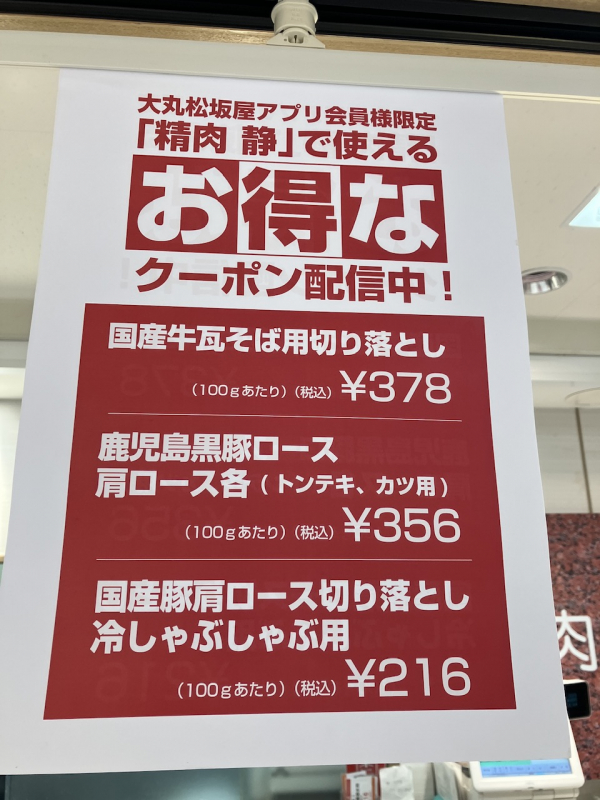 大丸松坂屋アプリ会員様限定
「精肉 静」で使える
お得な
クーポン配信中！
国産牛瓦そば用切り落とし
（100gあたり）（税込）¥378
鹿児島黒豚ロース
肩ロース各（トンテキ、カツ用）
（100gあたり）（税込）¥356
国産豚肩ロース切り落とし
冷しゃぶしゃぶ用
（100gあたり）（税込）¥216
肉